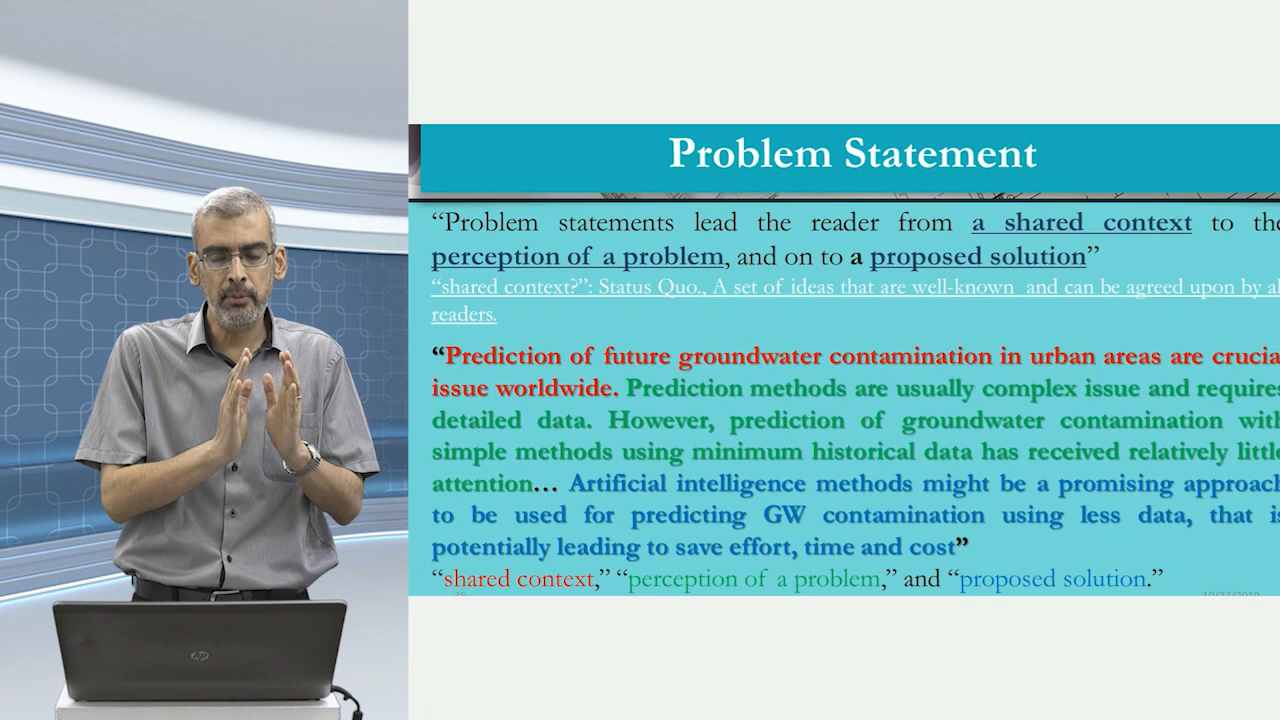 Problem Statement
“Problem statements lead the reader from a shared context to the
perception of a problem, and on to a proposed solution”
“shared context?”: Status Quo., A set of ideas that are well-known and can be agreed upon by al
readers.
“Prediction of future groundwater contamination in urban areas are crucia
issue worldwide. Prediction methods are usually complex issue and requires
detailed data. However, prediction of groundwater contamination with
simple methods using minimum historical data has received relatively little
attention… Artificial intelligence methods might be a promising approach
to be used for predicting GW contamination using less data, that is
potentially leading to save effort, time and cost”
“shared context,” “perception of a problem,” and “proposed solution.”
35
hp